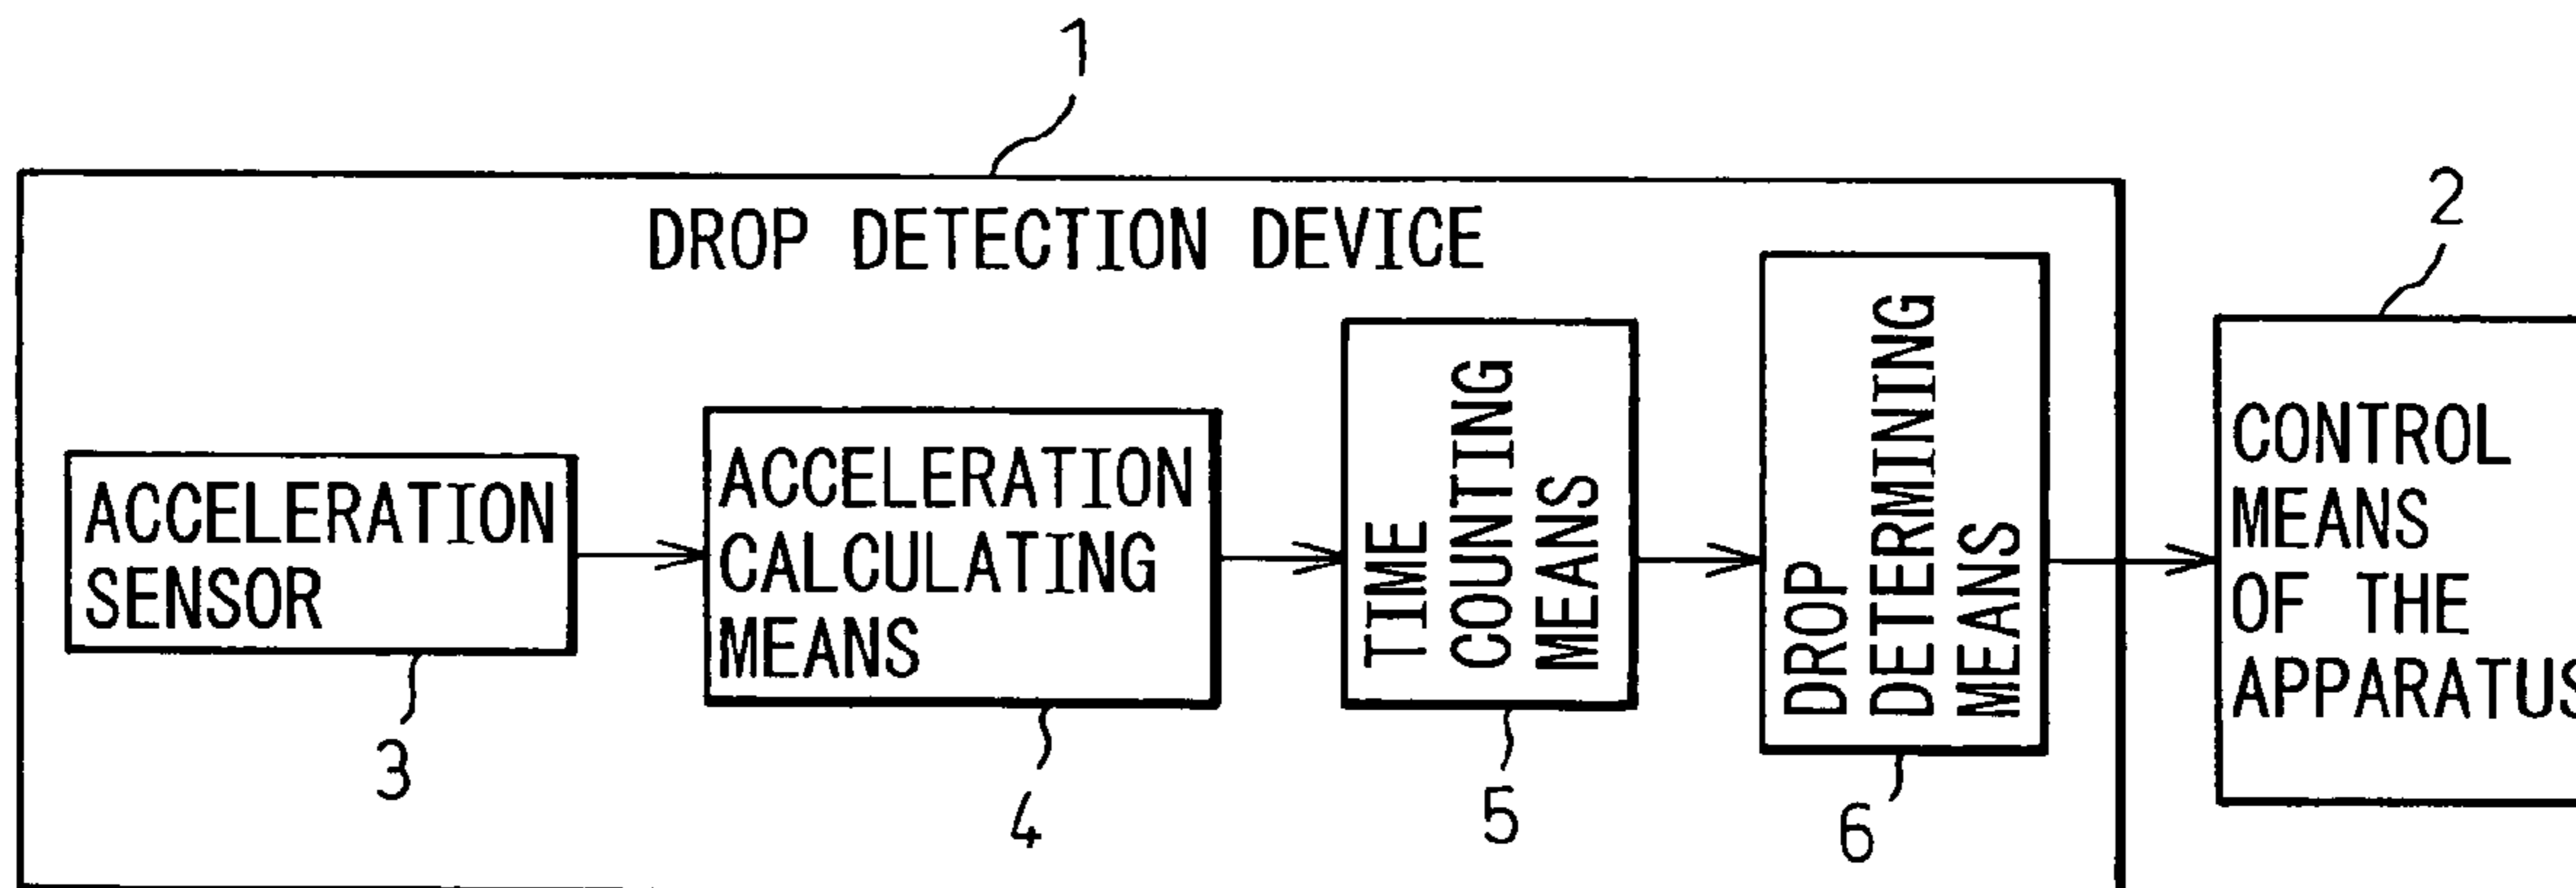 1
DROP DETECTION DEVICE
2
ACCELERATION
SENSOR
3
ACCELERATION
CALCULATING
MEANS
4
TIME
COUNTING
MEANS
5
DROP
DETERMINING
MEANS
6
CONTROL
MEANS
OF THE
APPARATUS